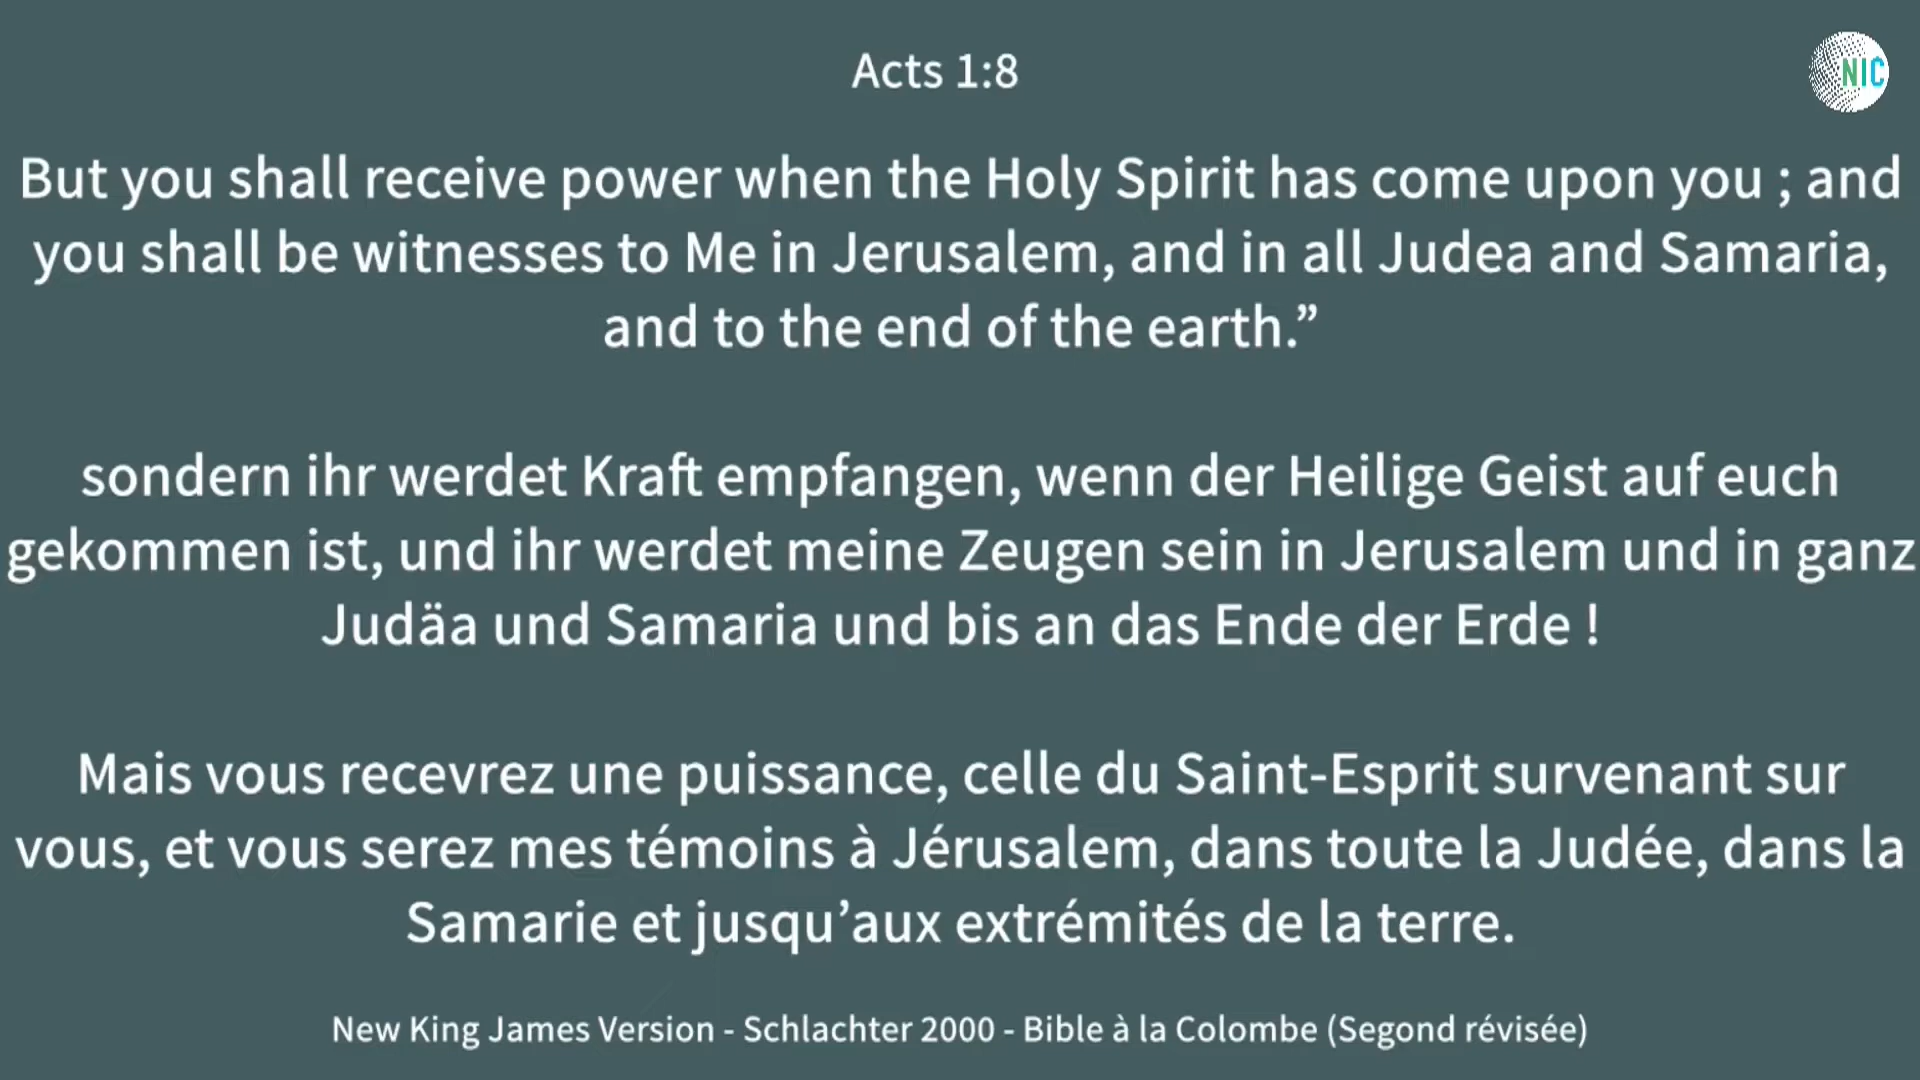 Acts 1:8
NIC
But you shall receive power when the Holy Spirit has come upon you ; and
you shall be witnesses to Me in Jerusalem, and in all Judea and Samaria,
and to the end of the earth.”
sondern ihr werdet Kraft empfangen, wenn der Heilige Geist auf euch
gekommen ist, und ihr werdet meine Zeugen sein in Jerusalem und in ganz
Judäa und Samaria und bis an das Ende der Erde !
Mais vous recevrez une puissance, celle du Saint-Esprit survenant sur
vous, et vous serez mes témoins à Jérusalem, dans toute la Judée, dans la
Samarie et jusqu’aux extrémités de la terre.
New King James Version - Schlachter 2000 - Bible à la Colombe (Segond révisée)